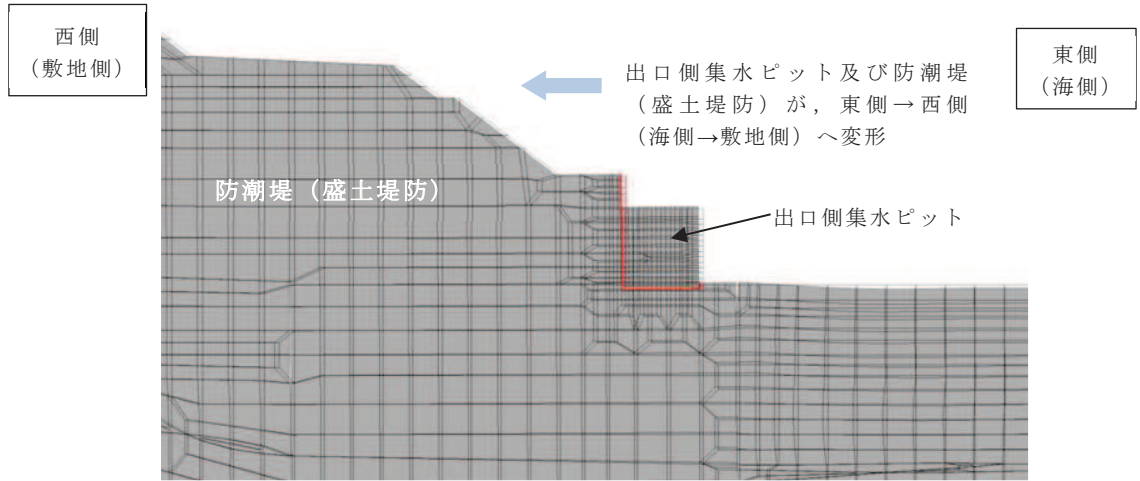 西側
（敷地側）
東側
（海側）
出口側集水ピット及び防潮堤
（盛土堤防）が，東側→西側
（海側→敷地側）へ変形
防潮堤（盛土堤防）
出口側集水ピット